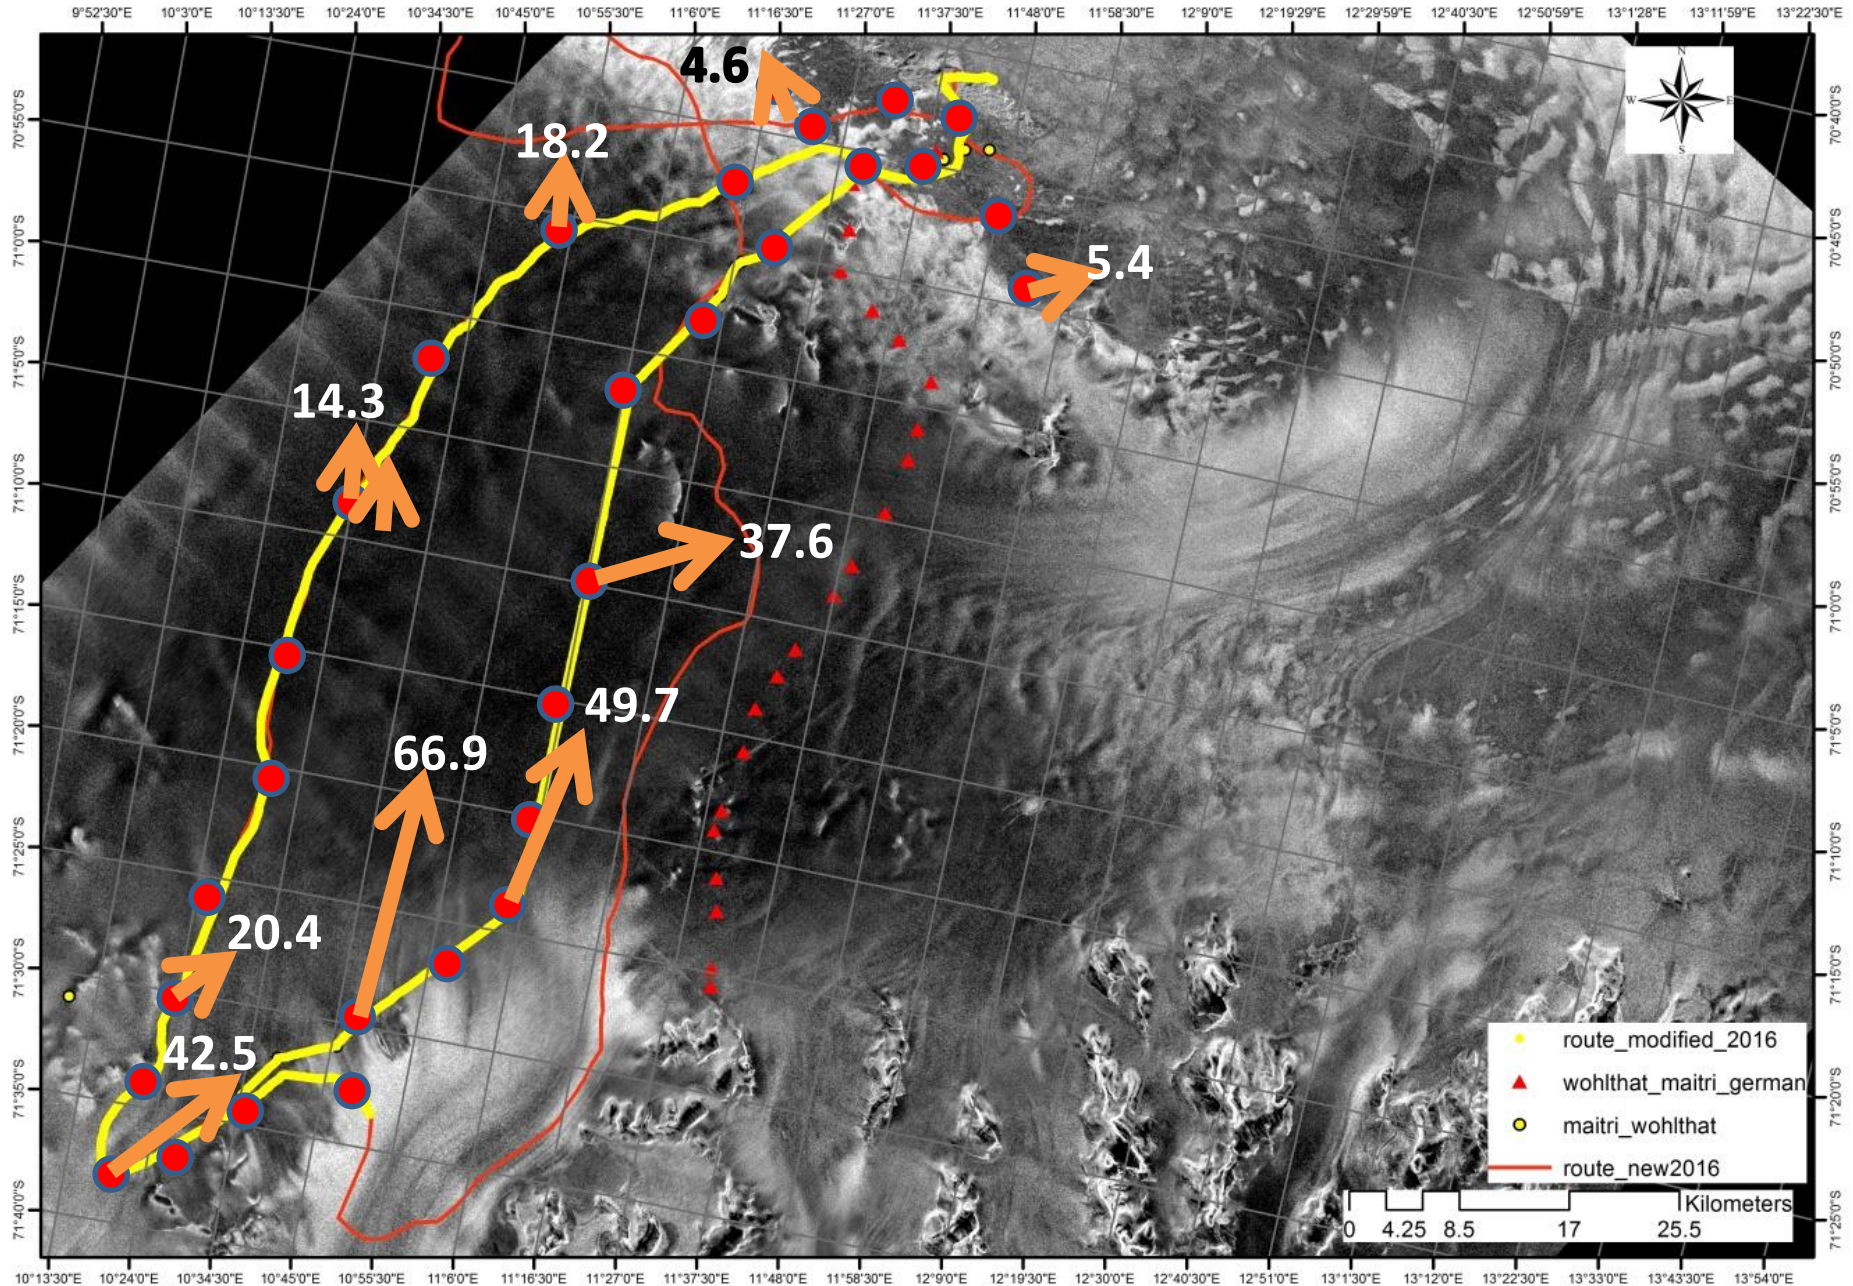 9°52'30"E 10°3'0"E 10°13'30"E 10°24'0"E 10°34'30"E 10°45'0"E 10°55'30"E 11°6'0"E 11°16'30"E 11°27'0"E 11°37'30"E 11°48'0"E 11°58'30"E 12°9'0"E 12°19'29"E 12°29'59"E 12°40'30"E 12°50'59"E 13°1'28"E 13°11'59"E 13°22'30"E
N
W E
S
4.6
70°55'0"S
70°40'0"S
18.2
71°0'0"S
70°45'0"S
5.4
71°5'0"S
70°50'0"S
14.3
71°10'0"S
70°55'0"S
37.6
71°15'0"S
71°0'0"S
49.7
71°20'0"S
71°5'0"S
66.9
71°25'0"S
71°10'0"S
20.4
71°30'0"S
71°15'0"S
42.5
71°35'0"S
71°20'0"S
71°40'0"S
71°25'0"S
route_modified_2016
wohlthat_maitri_german
maitri_wohlthat
route_new2016
Kilometers
0 4.25 8.5 17 25.5
10°13'30"E 10°24'0"E 10°34'30"E 10°45'0"E 10°55'30"E 11°6'0"E 11°16'30"E 11°27'0"E 11°37'30"E 11°48'0"E 11°58'30"E 12°9'0"E 12°19'30"E 12°30'0"E 12°40'30"E 12°51'0"E 13°1'30"E 13°12'0"E 13°22'30"E 13°33'0"E 13°43'30"E 13°54'0"E